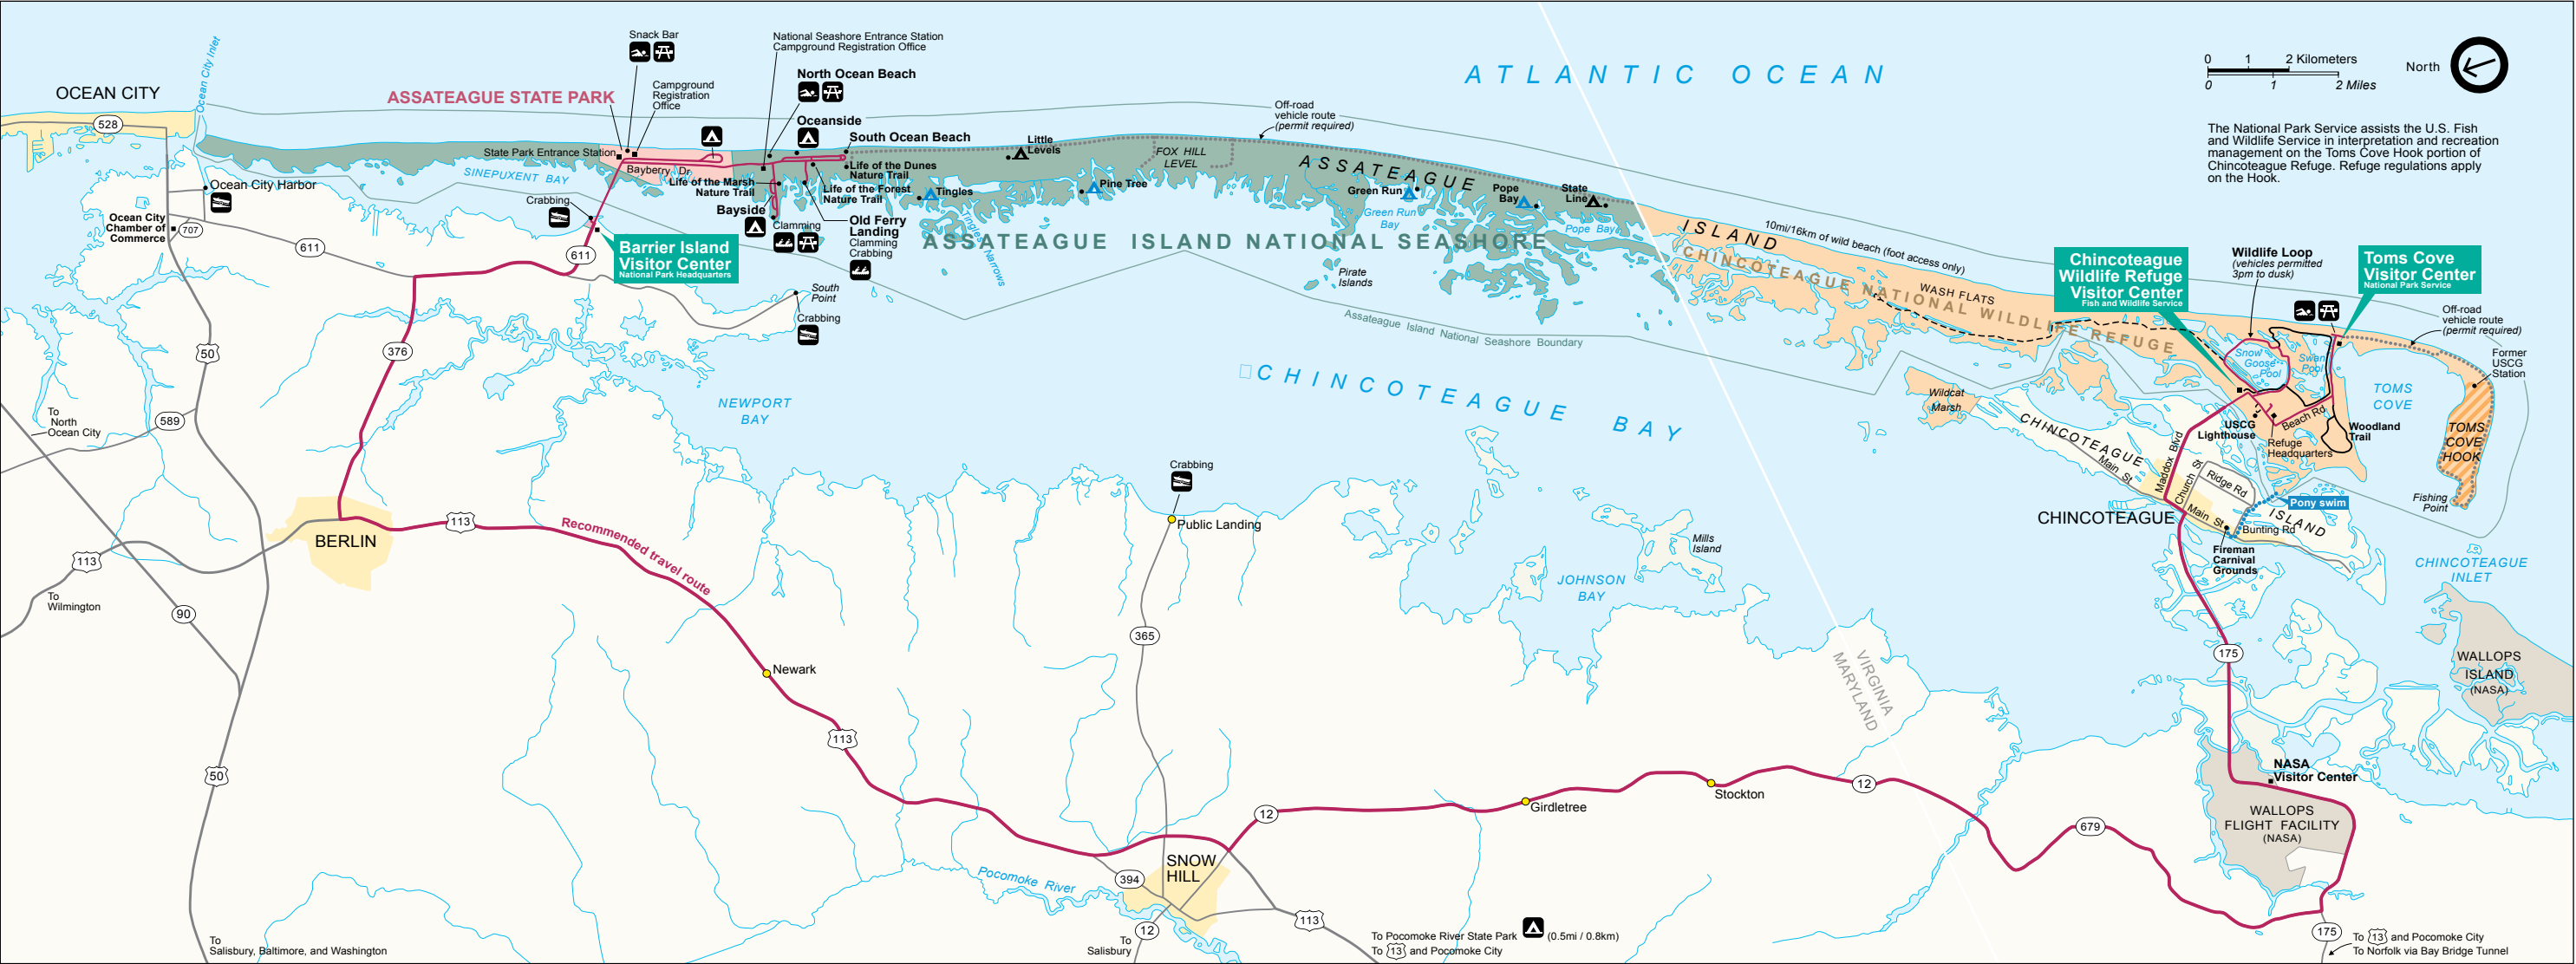 Ocean City Inlet
OCEAN CITY
528
ASSATEAGUE STATE PARK
Snack Bar
Campground
Registration
Office
National Seashore Entrance Station
Campground Registration Office
North Ocean Beach
Oceanside
South Ocean Beach
State Park Entrance Station
Bayberry Dr
SINEPUXENT BAY
Life of the Marsh
Nature Trail
Life of the Dunes
Nature Trail
Life of the Forest
Nature Trail
Bayside
Clamming
Old Ferry
Landing
Clamming
Crabbing
Tingles
Tingles Narrows
Little
Levels
Pine Tree
FOX HILL
LEVEL
Off-road
vehicle route
(permit required)
ATLANTIC OCEAN
ASSATEAGUE
ISLAND
Green Run
Green Run
Bay
Pope
Bay
Pope Bay
State
Line
ASSATEAGUE ISLAND NATIONAL SEASHORE
Pirate
Islands
Assateague Island National Seashore Boundary
10mi/16km of wild beach (foot access only)
CHINCOTEAGUE NATIONAL WILDLIFE REFUGE
WASH FLATS
0 1 2 Kilometers
0 1 2 Miles
North
The National Park Service assists the U.S. Fish
and Wildlife Service in interpretation and recreation
management on the Toms Cove Hook portion of
Chincoteague Refuge. Refuge regulations apply
on the Hook.
Chincoteague
Wildlife Refuge
Visitor Center
Fish and Wildlife Service
Wildlife Loop
(vehicles permitted
3pm to dusk)
Toms Cove
Visitor Center
National Park Service
Off-road
vehicle route
(permit required)
Former
USCG
Station
Snow
Goose
Pool
Swan
Pool
TOMS
COVE
TOMS
COVE
HOOK
Fishing
Point
Woodland
Trail
Beach Rd
USCG
Lighthouse
Refuge
Headquarters
Wildcat
Marsh
CHINCOTEAGUE
ISLAND
Main St
Maddox Blvd
Church St
Ridge Rd
Main St
Bunting Rd
Pony swim
CHINCOTEAGUE
Fireman
Carnival
Grounds
CHINCOTEAGUE
INLET
WALLOPS
ISLAND
(NASA)
175
NASA
Visitor Center
WALLOPS
FLIGHT FACILITY
(NASA)
175
To 13 and Pocomoke City
To Norfolk via Bay Bridge Tunnel
Ocean City Harbor
Ocean City
Chamber of
Commerce
707
611
Crabbing
611
Barrier Island
Visitor Center
National Park Headquarters
South
Point
Crabbing
376
50
589
To
North
Ocean City
NEWPORT
BAY
CHINCOTEAGUE BAY
BERLIN
113
113
To
Wilmington
90
50
Recommended travel route
Newark
113
Crabbing
Public Landing
365
Mills
Island
JOHNSON
BAY
VIRGINIA
MARYLAND
SNOW
HILL
394
Pocomoke River
12
12
Girdletree
Stockton
12
679
113
To
Salisbury
To Pocomoke River State Park (0.5mi / 0.8km)
To 13 and Pocomoke City
To
Salisbury, Baltimore, and Washington